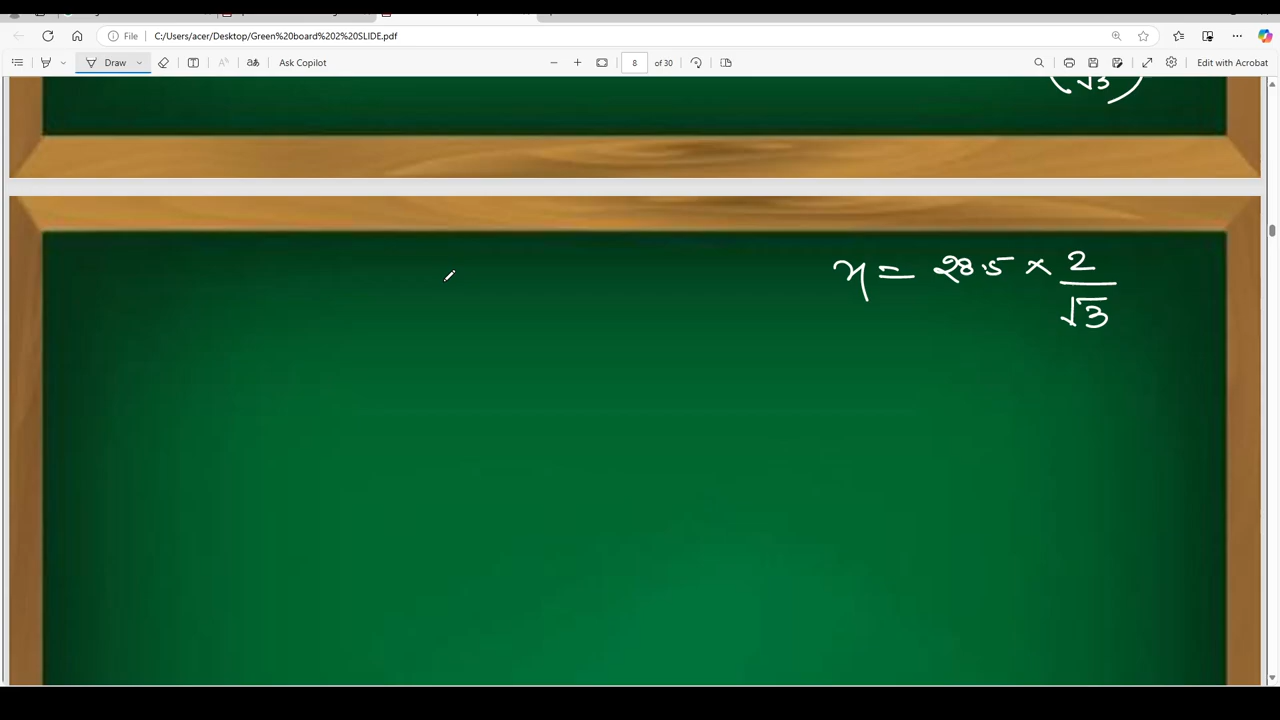 File C:/Users/acer/Desktop/Green%20board%202%20SLIDE.pdf
Draw Ask Copilot 8 of 30 Edit with Acrobat
(√3)
x = 28.5 × 2/√3